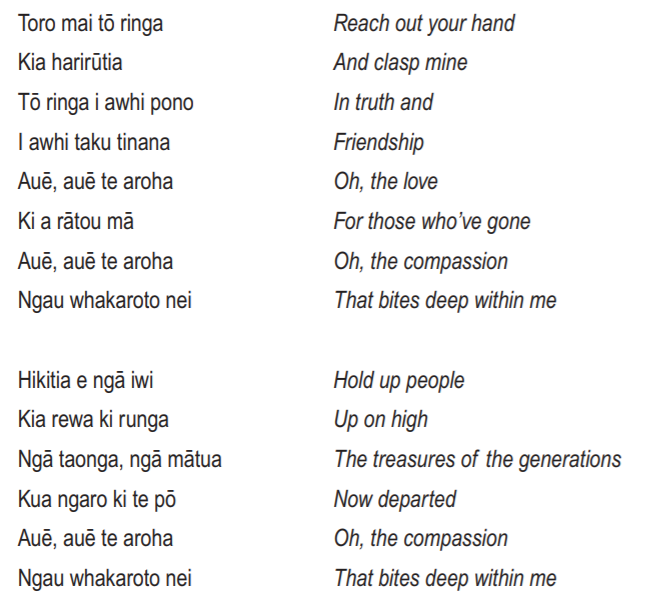 Toro mai tō ringa Reach out your hand
Kia harirūtia And clasp mine
Tō ringa i awhi pono In truth and
I awhi taku tinana Friendship
Auē, auē te aroha Oh, the love
Ki a rātou mā For those who've gone
Auē, auē te aroha Oh, the compassion
Ngau whakaroto nei That bites deep within me
Hikitia e ngā iwi Hold up people
Kia rewa ki runga Up on high
Ngā taonga, ngā mātua The treasures of the generations
Kua ngaro ki te pō Now departed
Auē, auē te aroha Oh, the compassion
Ngau whakaroto nei That bites deep within me